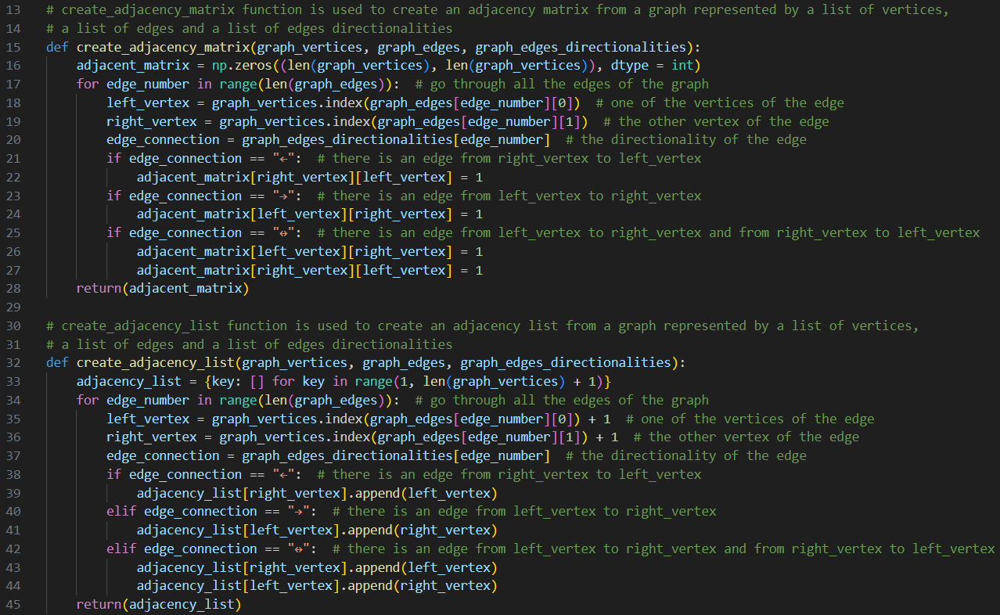 13 # create_adjacency_matrix function is used to create an adjacency matrix from a graph represented by a list of vertices,
14 # a list of edges and a list of edges directionalities
15 def create_adjacency_matrix(graph_vertices, graph_edges, graph_edges_directionalities):
16     adjacent_matrix = np.zeros((len(graph_vertices), len(graph_vertices)), dtype = int)
17     for edge_number in range(len(graph_edges)):  # go through all the edges of the graph
18         left_vertex = graph_vertices.index(graph_edges[edge_number][0])  # one of the vertices of the edge
19         right_vertex = graph_vertices.index(graph_edges[edge_number][1])  # the other vertex of the edge
20         edge_connection = graph_edges_directionalities[edge_number]  # the directionality of the edge
21         if edge_connection == "←":  # there is an edge from right_vertex to left_vertex
22             adjacent_matrix[right_vertex][left_vertex] = 1
23         if edge_connection == "→":  # there is an edge from left_vertex to right_vertex
24             adjacent_matrix[left_vertex][right_vertex] = 1
25         if edge_connection == "↔":  # there is an edge from left_vertex to right_vertex and from right_vertex to left_vertex
26             adjacent_matrix[left_vertex][right_vertex] = 1
27             adjacent_matrix[right_vertex][left_vertex] = 1
28     return(adjacent_matrix)
29
30 # create_adjacency_list function is used to create an adjacency list from a graph represented by a list of vertices,
31 # a list of edges and a list of edges directionalities
32 def create_adjacency_list(graph_vertices, graph_edges, graph_edges_directionalities):
33     adjacency_list = {key: [] for key in range(1, len(graph_vertices) + 1)}
34     for edge_number in range(len(graph_edges)):  # go through all the edges of the graph
35         left_vertex = graph_vertices.index(graph_edges[edge_number][0]) + 1  # one of the vertices of the edge
36         right_vertex = graph_vertices.index(graph_edges[edge_number][1]) + 1  # the other vertex of the edge
37         edge_connection = graph_edges_directionalities[edge_number]  # the directionality of the edge
38         if edge_connection == "←":  # there is an edge from right_vertex to left_vertex
39             adjacency_list[right_vertex].append(left_vertex)
40         elif edge_connection == "→":  # there is an edge from left_vertex to right_vertex
41             adjacency_list[left_vertex].append(right_vertex)
42         elif edge_connection == "↔":  # there is an edge from left_vertex to right_vertex and from right_vertex to left_vertex
43             adjacency_list[right_vertex].append(left_vertex)
44             adjacency_list[left_vertex].append(right_vertex)
45     return(adjacency_list)